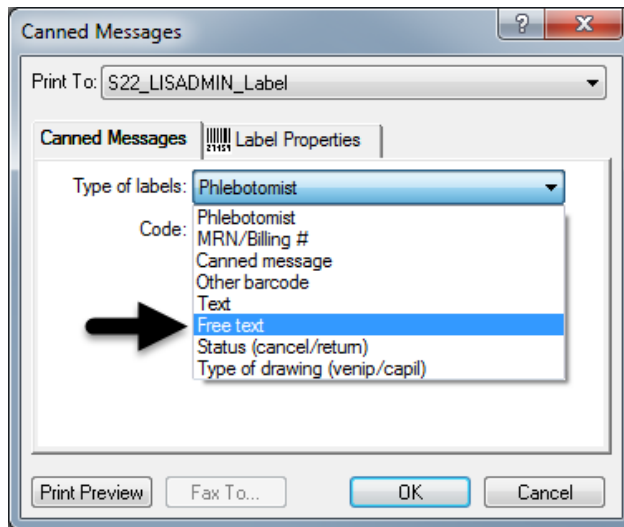 Canned Messages
Print To: S22_LISADMIN_Label
Canned Messages Label Properties
Type of labels: Phlebotomist
Code:
Phlebotomist
MRN/Billing #
Canned message
Other barcode
Text
Free text
Status (cancel/return)
Type of drawing (venip/capil)
Print Preview Fax To... OK Cancel